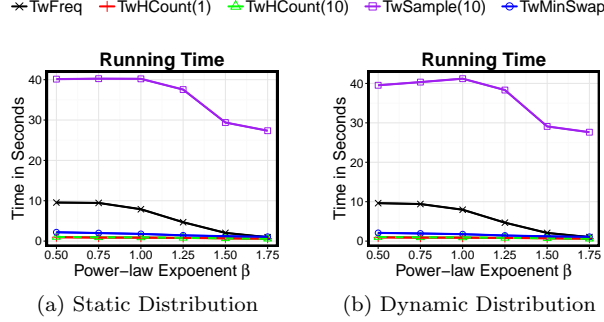 TwFreq TwHCount(1) TwHCount(10) TwSample(10) TwMinSwap
Running Time
Time in Seconds
40
30
20
10
0
0.50 0.75 1.00 1.25 1.50 1.75
Power-law Expoenent β
(a) Static Distribution
Running Time
Time in Seconds
40
30
20
10
0
0.50 0.75 1.00 1.25 1.50 1.75
Power-law Expoenent β
(b) Dynamic Distribution